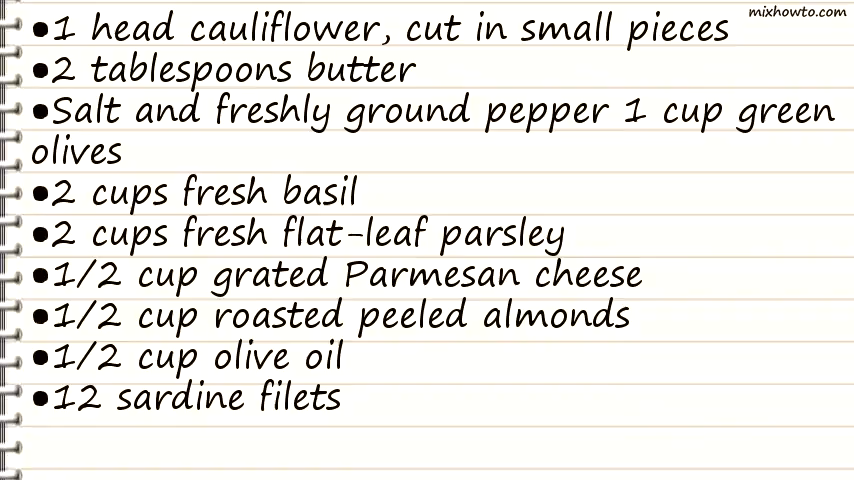 mixhowto.com
•1 head cauliflower, cut in small pieces
•2 tablespoons butter
•Salt and freshly ground pepper 1 cup green
olives
•2 cups fresh basil
•2 cups fresh flat-leaf parsley
•1/2 cup grated Parmesan cheese
•1/2 cup roasted peeled almonds
•1/2 cup olive oil
•12 sardine filets